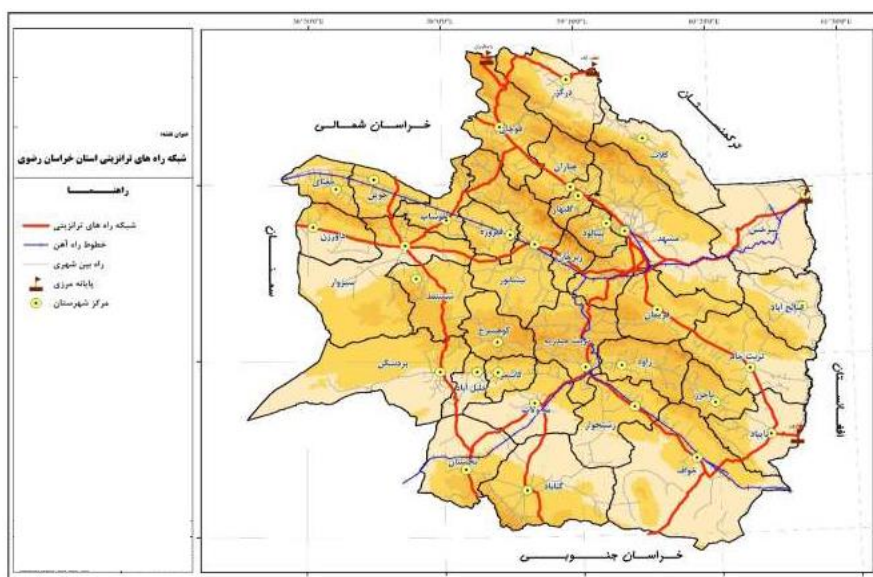 عنوان نقشه:
شبکه راه های ترانزیتی استان خراسان رضوی
راهنما
شبکه راه های ترانزیتی
خطوط راه آهن
راه بین شهری
پایانه مرزی
مرکز شهرستان
درگز
ترکمنستان
خراسان شمالی
قوچان
کلات
چناران
جغتای
جوین
گلبهار
خوشاب
فیروزه
بینالود
مشهد
سرخس
سمنان
داورزن
زبرخان
سبزوار
ششتمد
نیشابور
صالح آباد
فریمان
کوهسرخ
تربت حیدریه
بردسکن
خلیل آباد
کاشمر
زاوه
تربت جام
افغانستان
مه ولات
باخرز
رشتخوار
تایباد
بجستان
خواف
گناباد
خراسان جنوبی